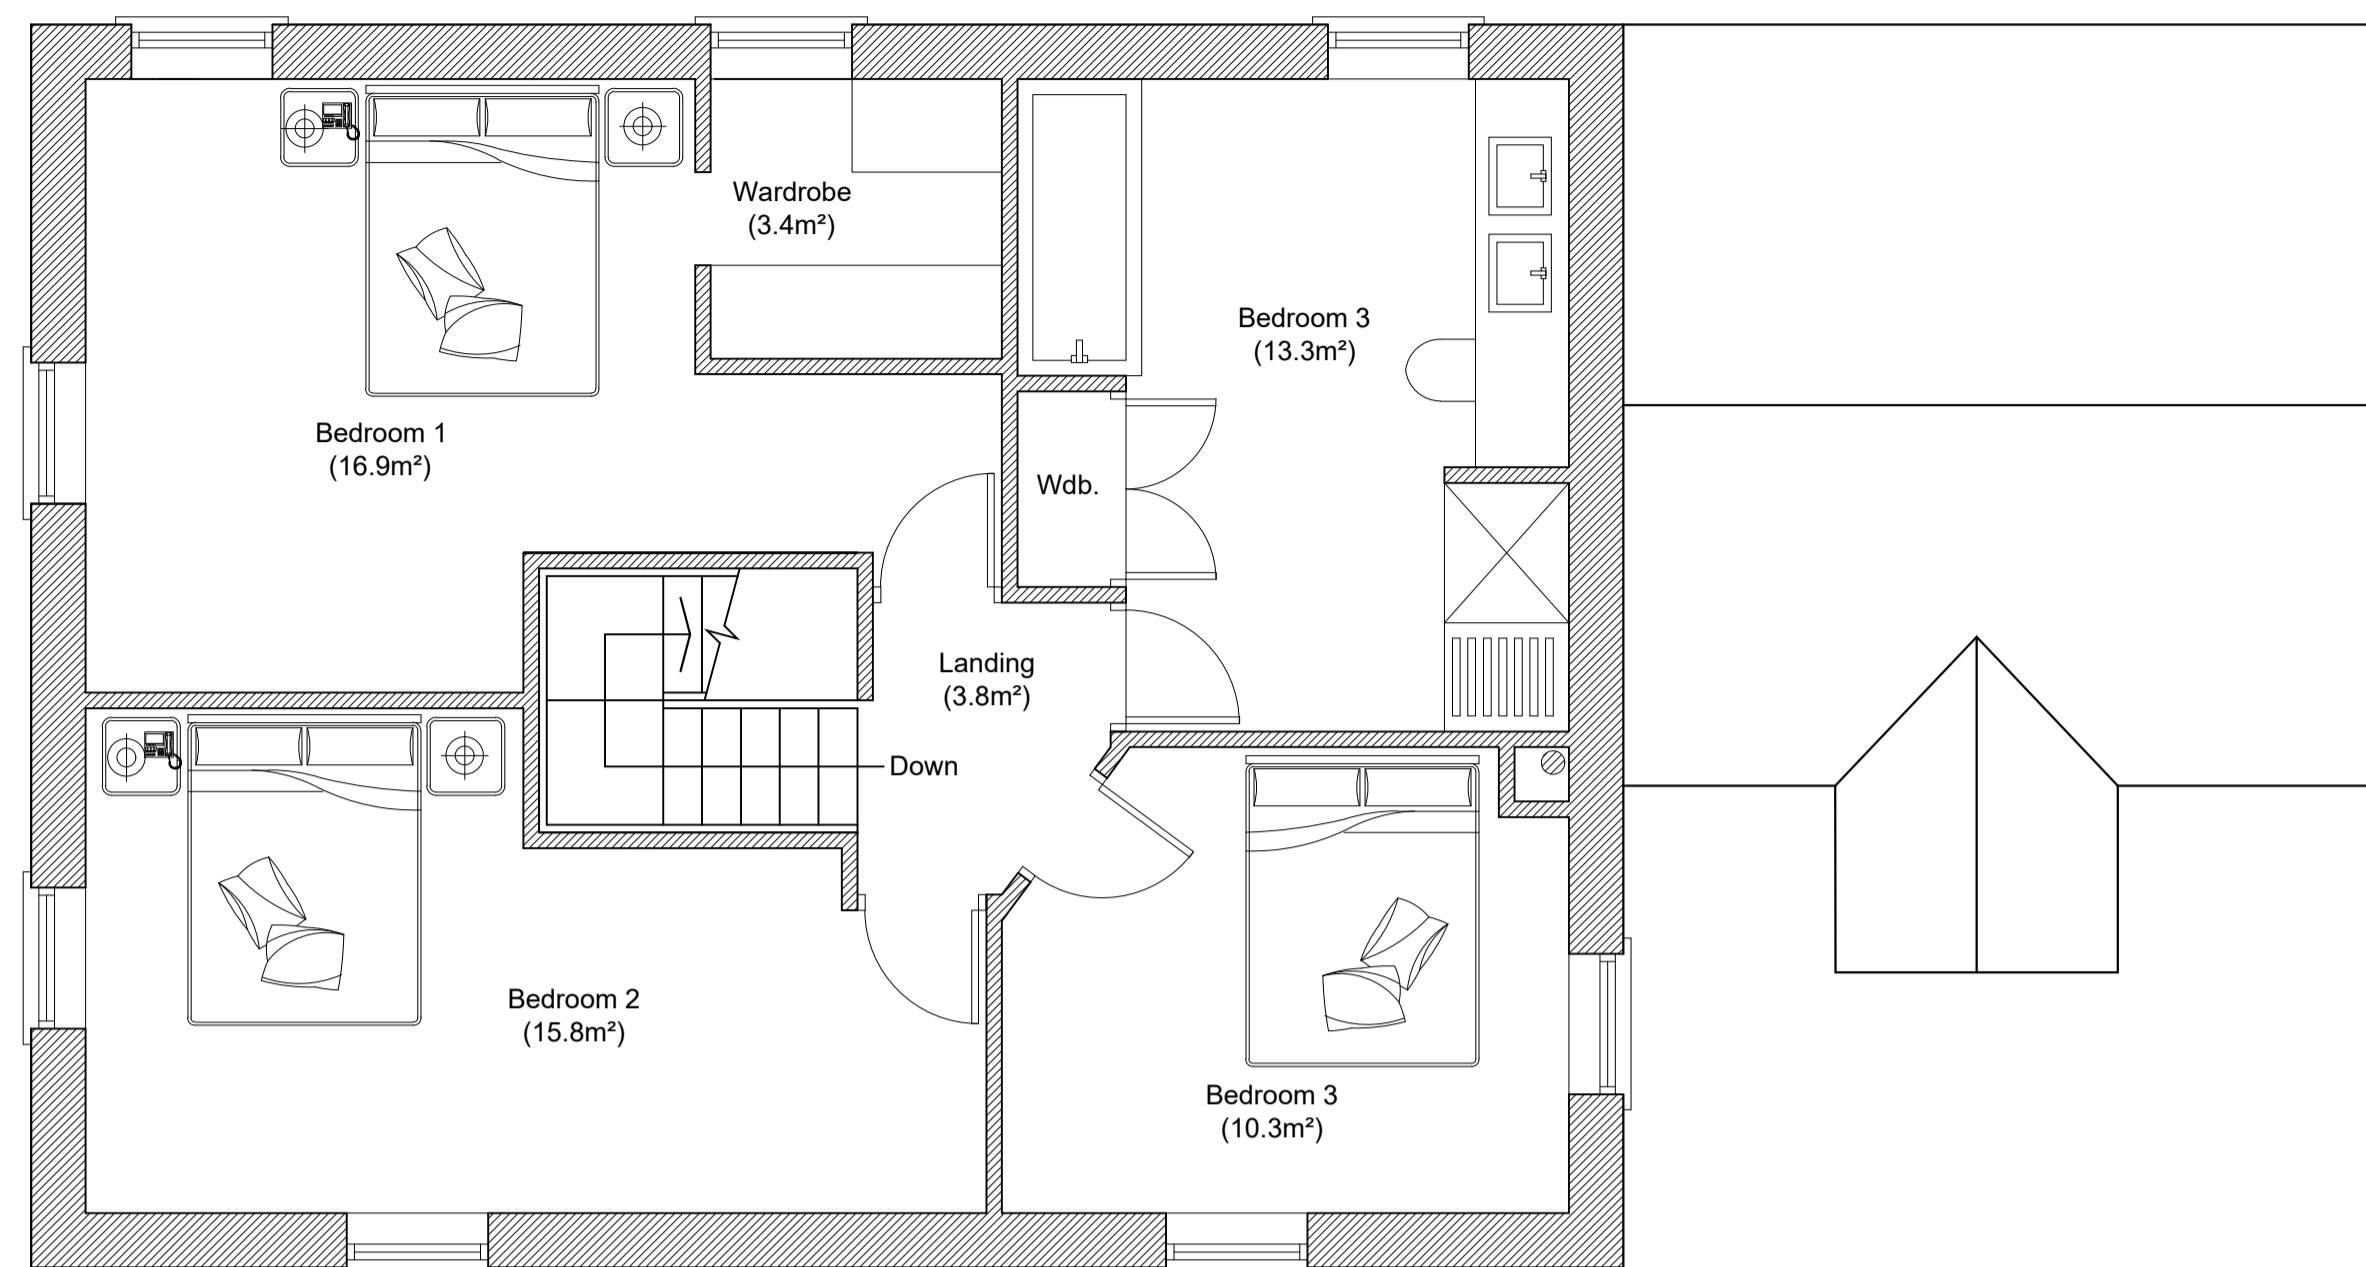 Wardrobe
(3.4m²)
Bedroom 3
(13.3m²)
Bedroom 1
(16.9m²)
Wdb.
Landing
(3.8m²)
Down
Bedroom 2
(15.8m²)
Bedroom 3
(10.3m²)